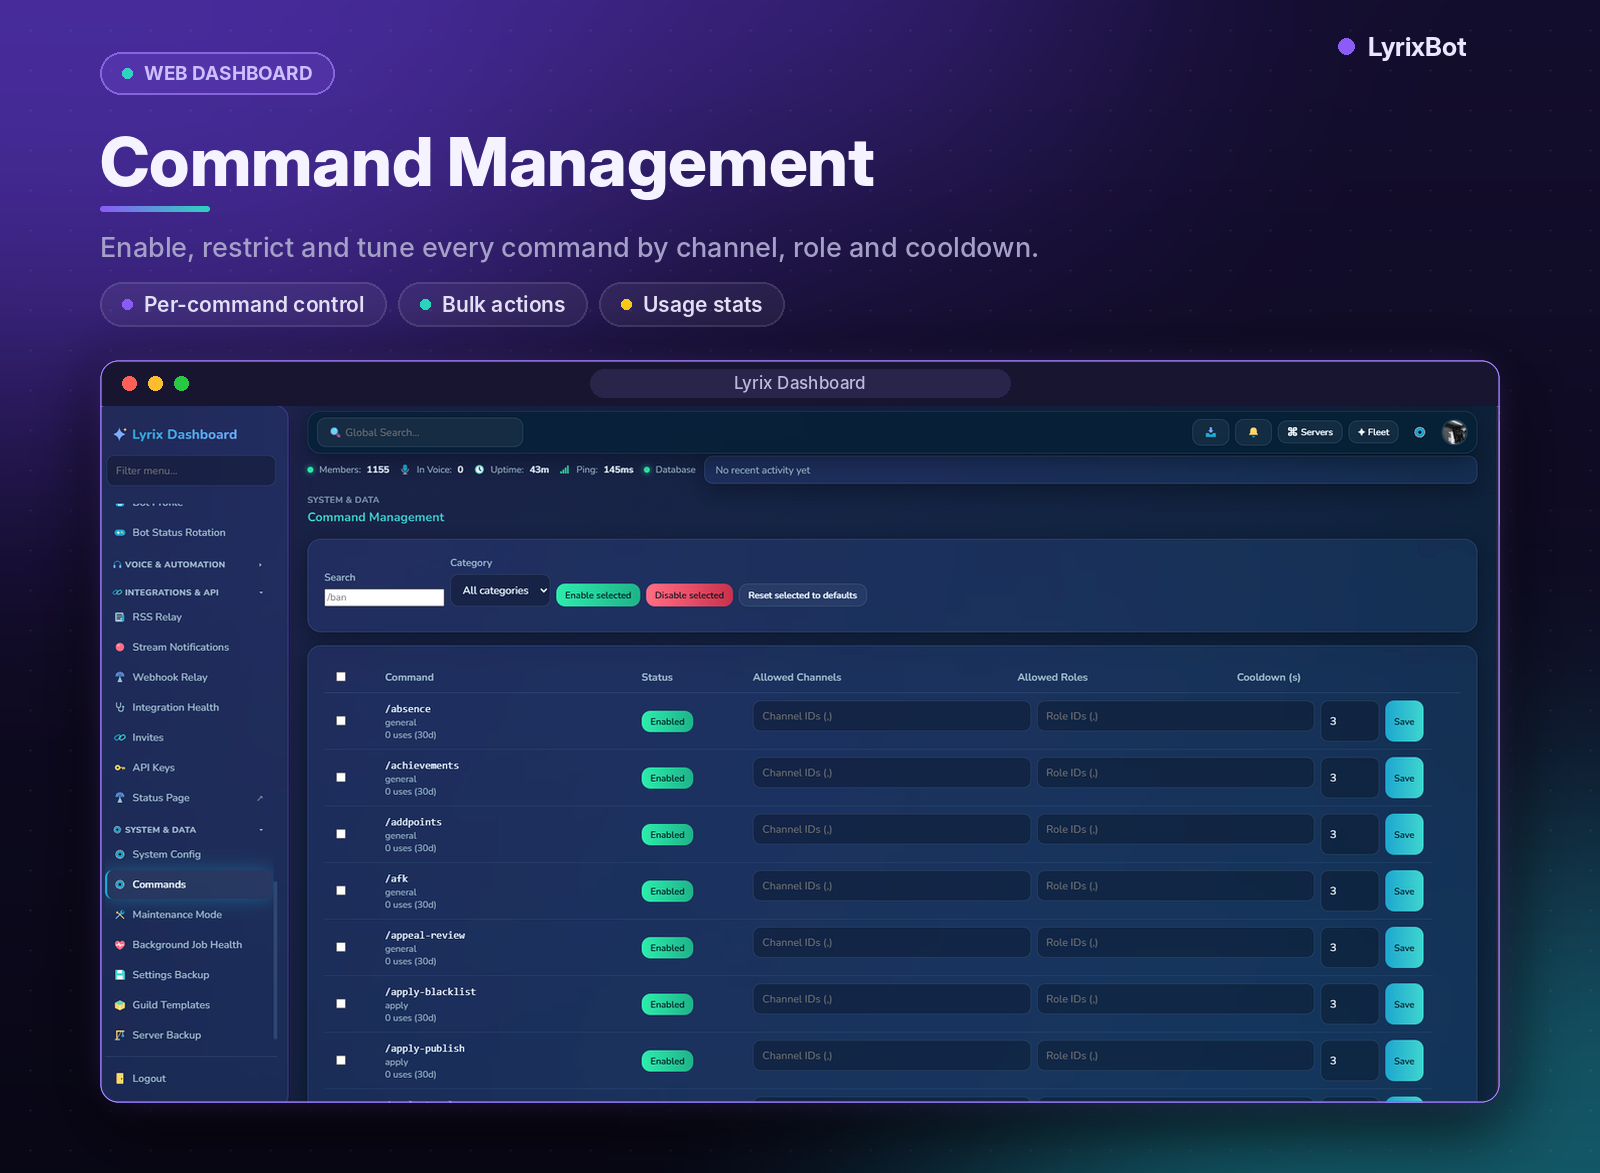 WEB DASHBOARD
LyrixBot
Command Management
Enable, restrict and tune every command by channel, role and cooldown.
Per-command control
Bulk actions
Usage stats
Lyrix Dashboard
Lyrix Dashboard
Filter menu...
Bot Status Rotation
VOICE & AUTOMATION
INTEGRATIONS & API
RSS Relay
Stream Notifications
Webhook Relay
Integration Health
Invites
API Keys
Status Page
SYSTEM & DATA
System Config
Commands
Maintenance Mode
Background Job Health
Settings Backup
Guild Templates
Server Backup
Logout
Global Search...
Servers
Fleet
Members: 1155 In Voice: 0 Uptime: 43m Ping: 145ms Database
No recent activity yet
SYSTEM & DATA
Command Management
Search
/ban
Category
All categories
Enable selected
Disable selected
Reset selected to defaults
Command Status Allowed Channels Allowed Roles Cooldown (s)
/absence
general
0 uses (30d)
Enabled Channel IDs (,) Role IDs (,) 3 Save
/achievements
general
0 uses (30d)
Enabled Channel IDs (,) Role IDs (,) 3 Save
/addpoints
general
0 uses (30d)
Enabled Channel IDs (,) Role IDs (,) 3 Save
/afk
general
0 uses (30d)
Enabled Channel IDs (,) Role IDs (,) 3 Save
/appeal-review
general
0 uses (30d)
Enabled Channel IDs (,) Role IDs (,) 3 Save
/apply-blacklist
apply
0 uses (30d)
Enabled Channel IDs (,) Role IDs (,) 3 Save
/apply-publish
apply
0 uses (30d)
Enabled Channel IDs (,) Role IDs (,) 3 Save